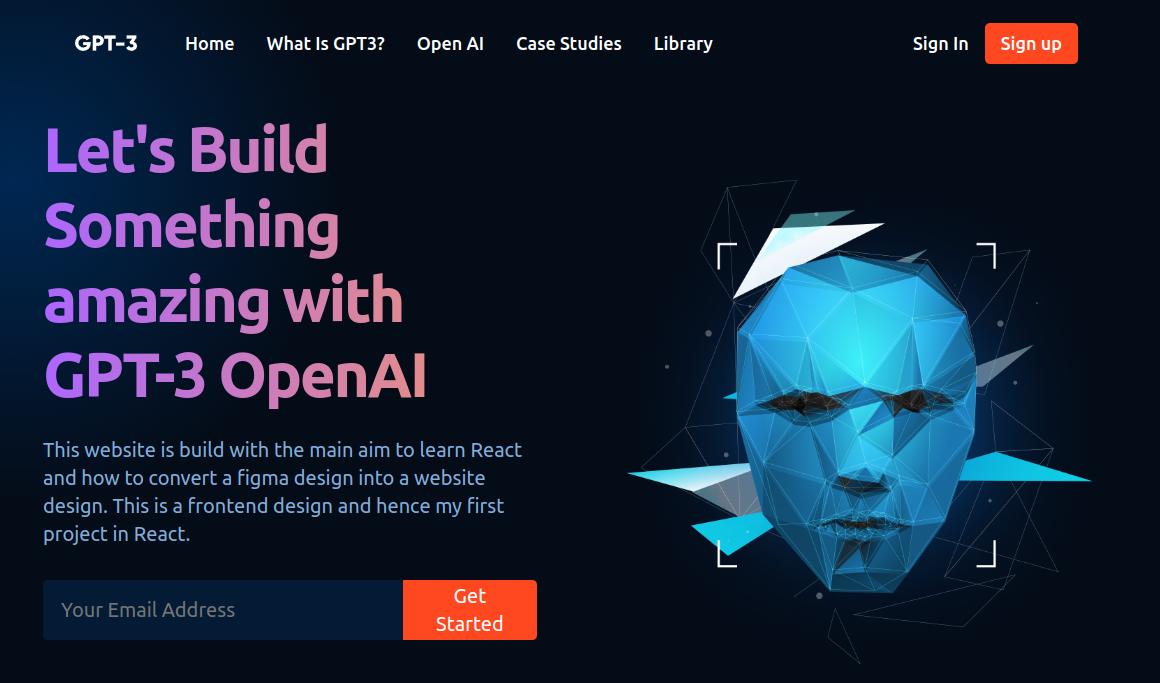 GPT-3 Home What Is GPT3? Open AI Case Studies Library Sign In Sign up
Let's Build
Something
amazing with
GPT-3 OpenAI
This website is build with the main aim to learn React
and how to convert a figma design into a website
design. This is a frontend design and hence my first
project in React.
Your Email Address
Get
Started